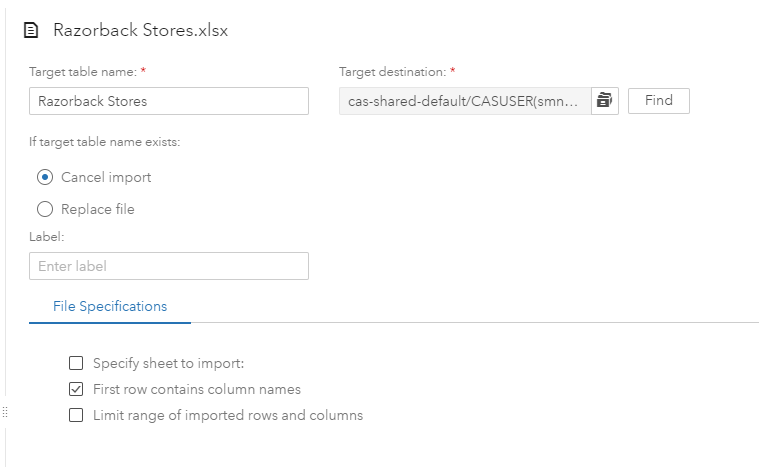 Razorback Stores.xlsx
Target table name: * Target destination: *
Razorback Stores cas-shared-default/CASUSER(smn... Find
If target table name exists:
Cancel import
Replace file
Label:
Enter label
File Specifications
Specify sheet to import:
First row contains column names
Limit range of imported rows and columns